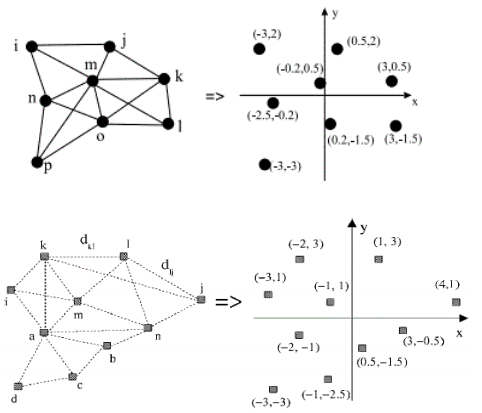 i j
m k
n o l
p
=>
y
x
(-3,2) (0.5,2)
(-0.2,0.5) (3,0.5)
(-2.5,-0.2)
(0.2,-1.5) (3,-1.5)
(-3,-3)
k d_kl l
d_lj
i m j
a n
b
c
d
=>
y
x
(-2, 3) (1, 3)
(-3,1) (-1, 1) (4,1)
(-2, -1) (3,-0.5)
(0.5,-1.5)
(-3,-3) (-1,-2.5)